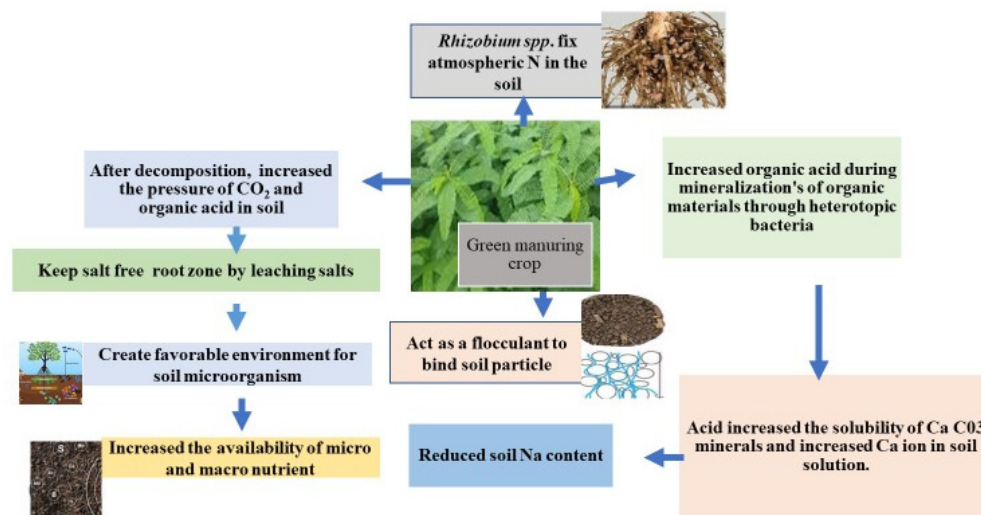 Rhizobium spp. fix
atmospheric N in the
soil
After decomposition, increased
the pressure of CO₂ and
organic acid in soil
Increased organic acid during
mineralization's of organic
materials through heterotopic
bacteria
Green manuring
crop
Keep salt free root zone by leaching salts
Act as a flocculant to
bind soil particle
Create favorable environment for
soil microorganism
Acid increased the solubility of Ca C03
minerals and increased Ca ion in soil
solution.
Increased the availability of micro
and macro nutrient
Reduced soil Na content
S